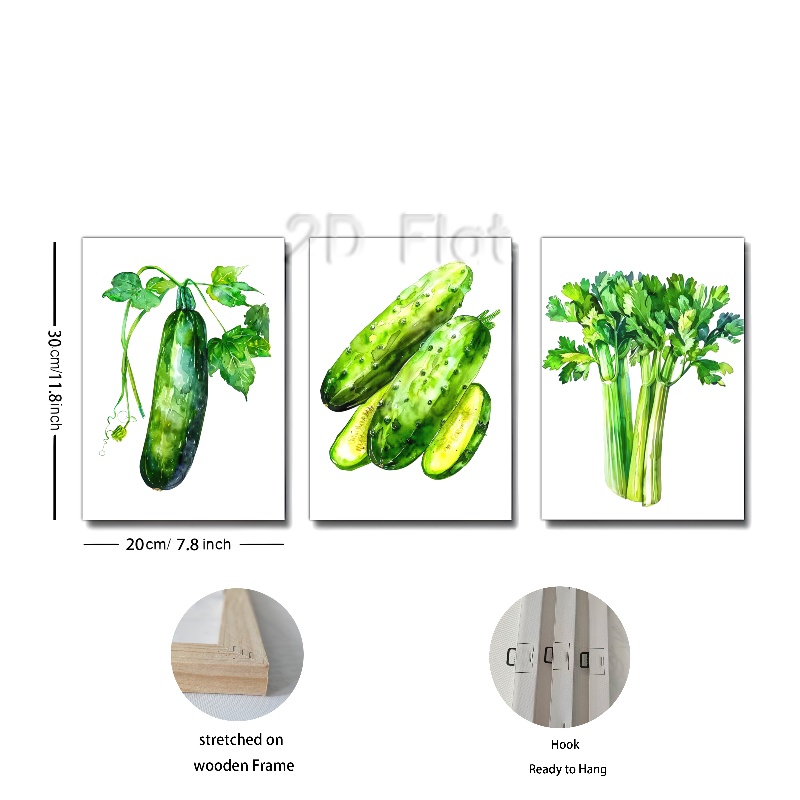 2D Flat
30cm/11.8inch
20cm/ 7.8 inch
stretched on
wooden Frame
Hook
Ready to Hang